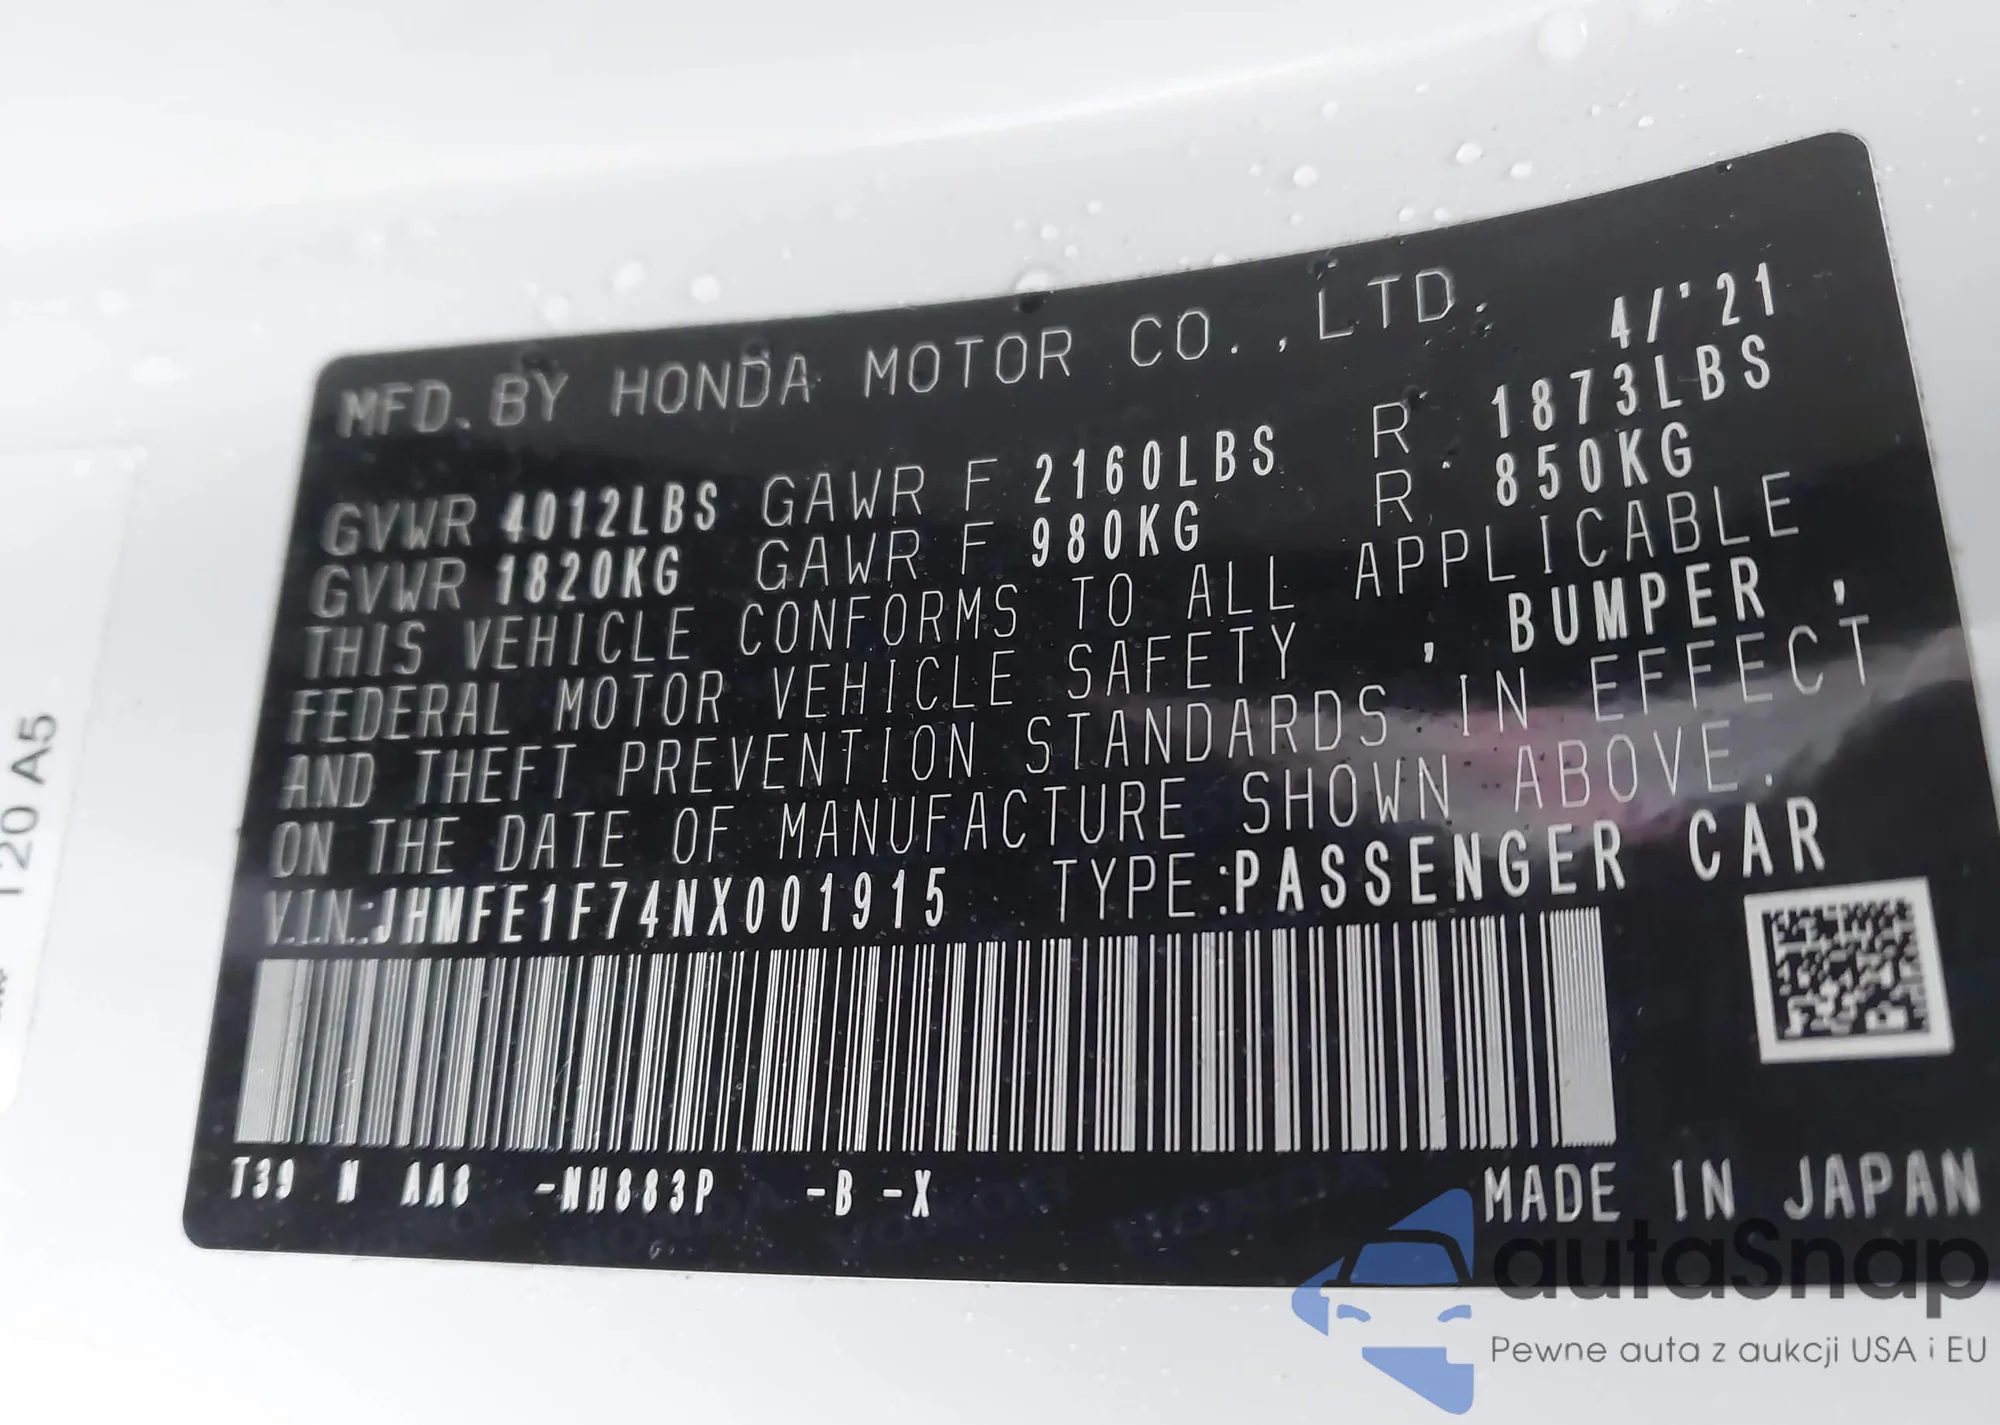 MFD. BY HONDA MOTOR CO., LTD. 4/'21
GVWR 4012LBS GAWR F 2160LBS R 1873LBS
GVWR 1820KG GAWR F 980KG R 850KG
THIS VEHICLE CONFORMS TO ALL APPLICABLE
FEDERAL MOTOR VEHICLE SAFETY , BUMPER ,
AND THEFT PREVENTION STANDARDS IN EFFECT
ON THE DATE OF MANUFACTURE SHOWN ABOVE.
VIN:JHMFE1F74NX001915 TYPE:PASSENGER CAR
T39 N AA8 -NH883P -B -X
MADE IN JAPAN
T20 A5
autoSnap
Pewne auta z aukcji USA i EU